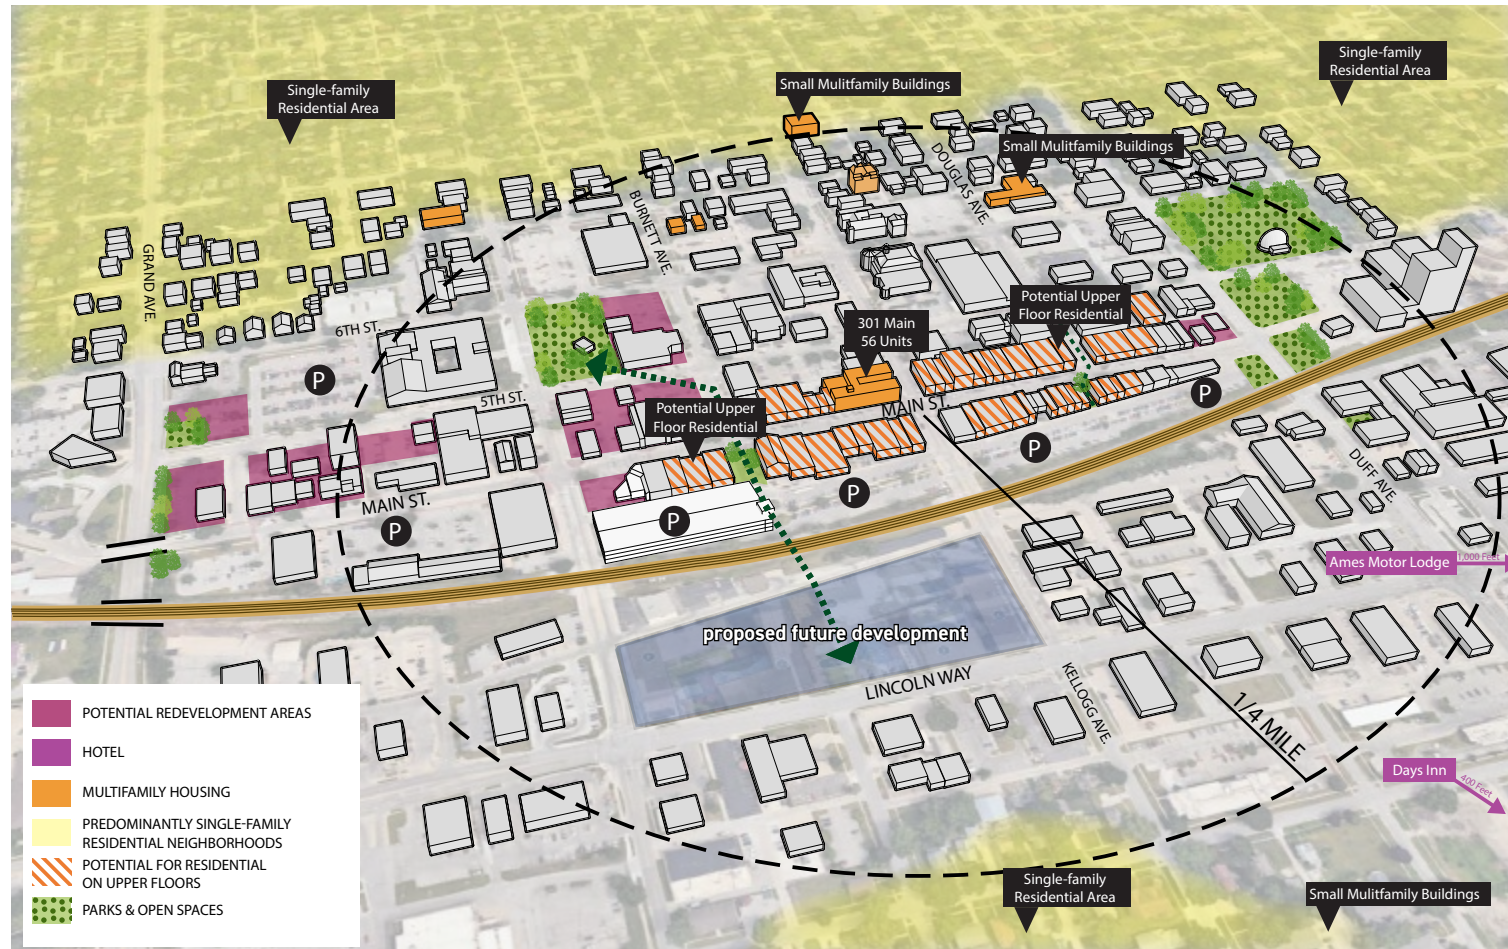 Single-family
Residential Area
Small Mulitfamily Buildings
Single-family
Residential Area
Small Mulitfamily Buildings
DOUGLAS AVE.
BURNETT AVE.
GRAND AVE.
6TH ST.
5TH ST.
P
Potential Upper
Floor Residential
301 Main
56 Units
MAIN ST.
P
Potential Upper
Floor Residential
P
P
MAIN ST.
P
P
DUFF AVE.
Ames Motor Lodge
1,000 Feet
proposed future development
LINCOLN WAY
KELLOGG AVE.
1/4 MILE
Days Inn
400 Feet
Single-family
Residential Area
Small Mulitfamily Buildings
POTENTIAL REDEVELOPMENT AREAS
HOTEL
MULTIFAMILY HOUSING
PREDOMINANTLY SINGLE-FAMILY
RESIDENTIAL NEIGHBORHOODS
POTENTIAL FOR RESIDENTIAL
ON UPPER FLOORS
PARKS & OPEN SPACES